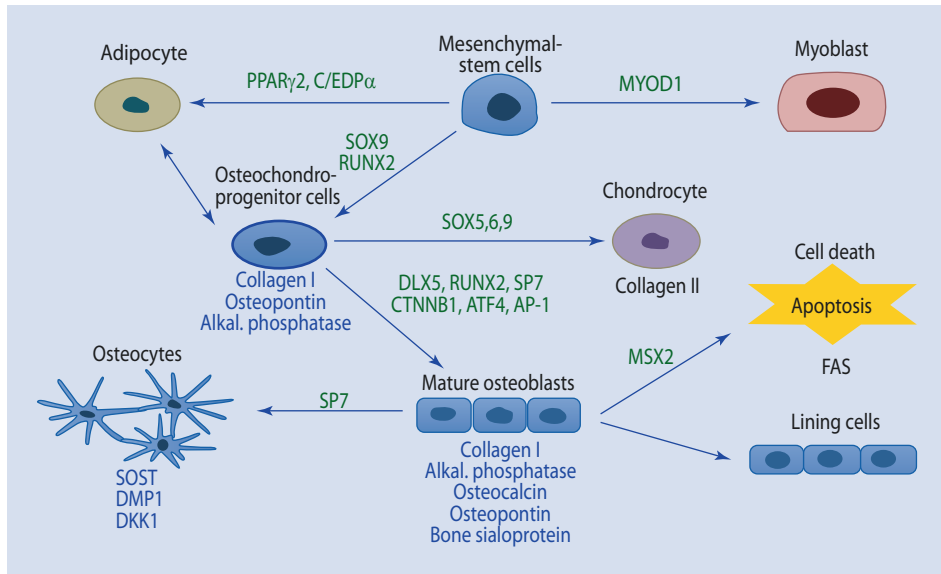 Adipocyte
Mesenchymal-
stem cells
Myoblast
PPARγ2, C/EDPα
MYOD1
SOX9
RUNX2
Osteochondro-
progenitor cells
Chondrocyte
SOX5,6,9
Collagen I
Osteopontin
Alkal. phosphatase
DLX5, RUNX2, SP7
CTNNB1, ATF4, AP-1
Collagen II
Cell death
Apoptosis
FAS
Osteocytes
MSX2
Mature osteoblasts
SP7
Lining cells
SOST
DMP1
DKK1
Collagen I
Alkal. phosphatase
Osteocalcin
Osteopontin
Bone sialoprotein